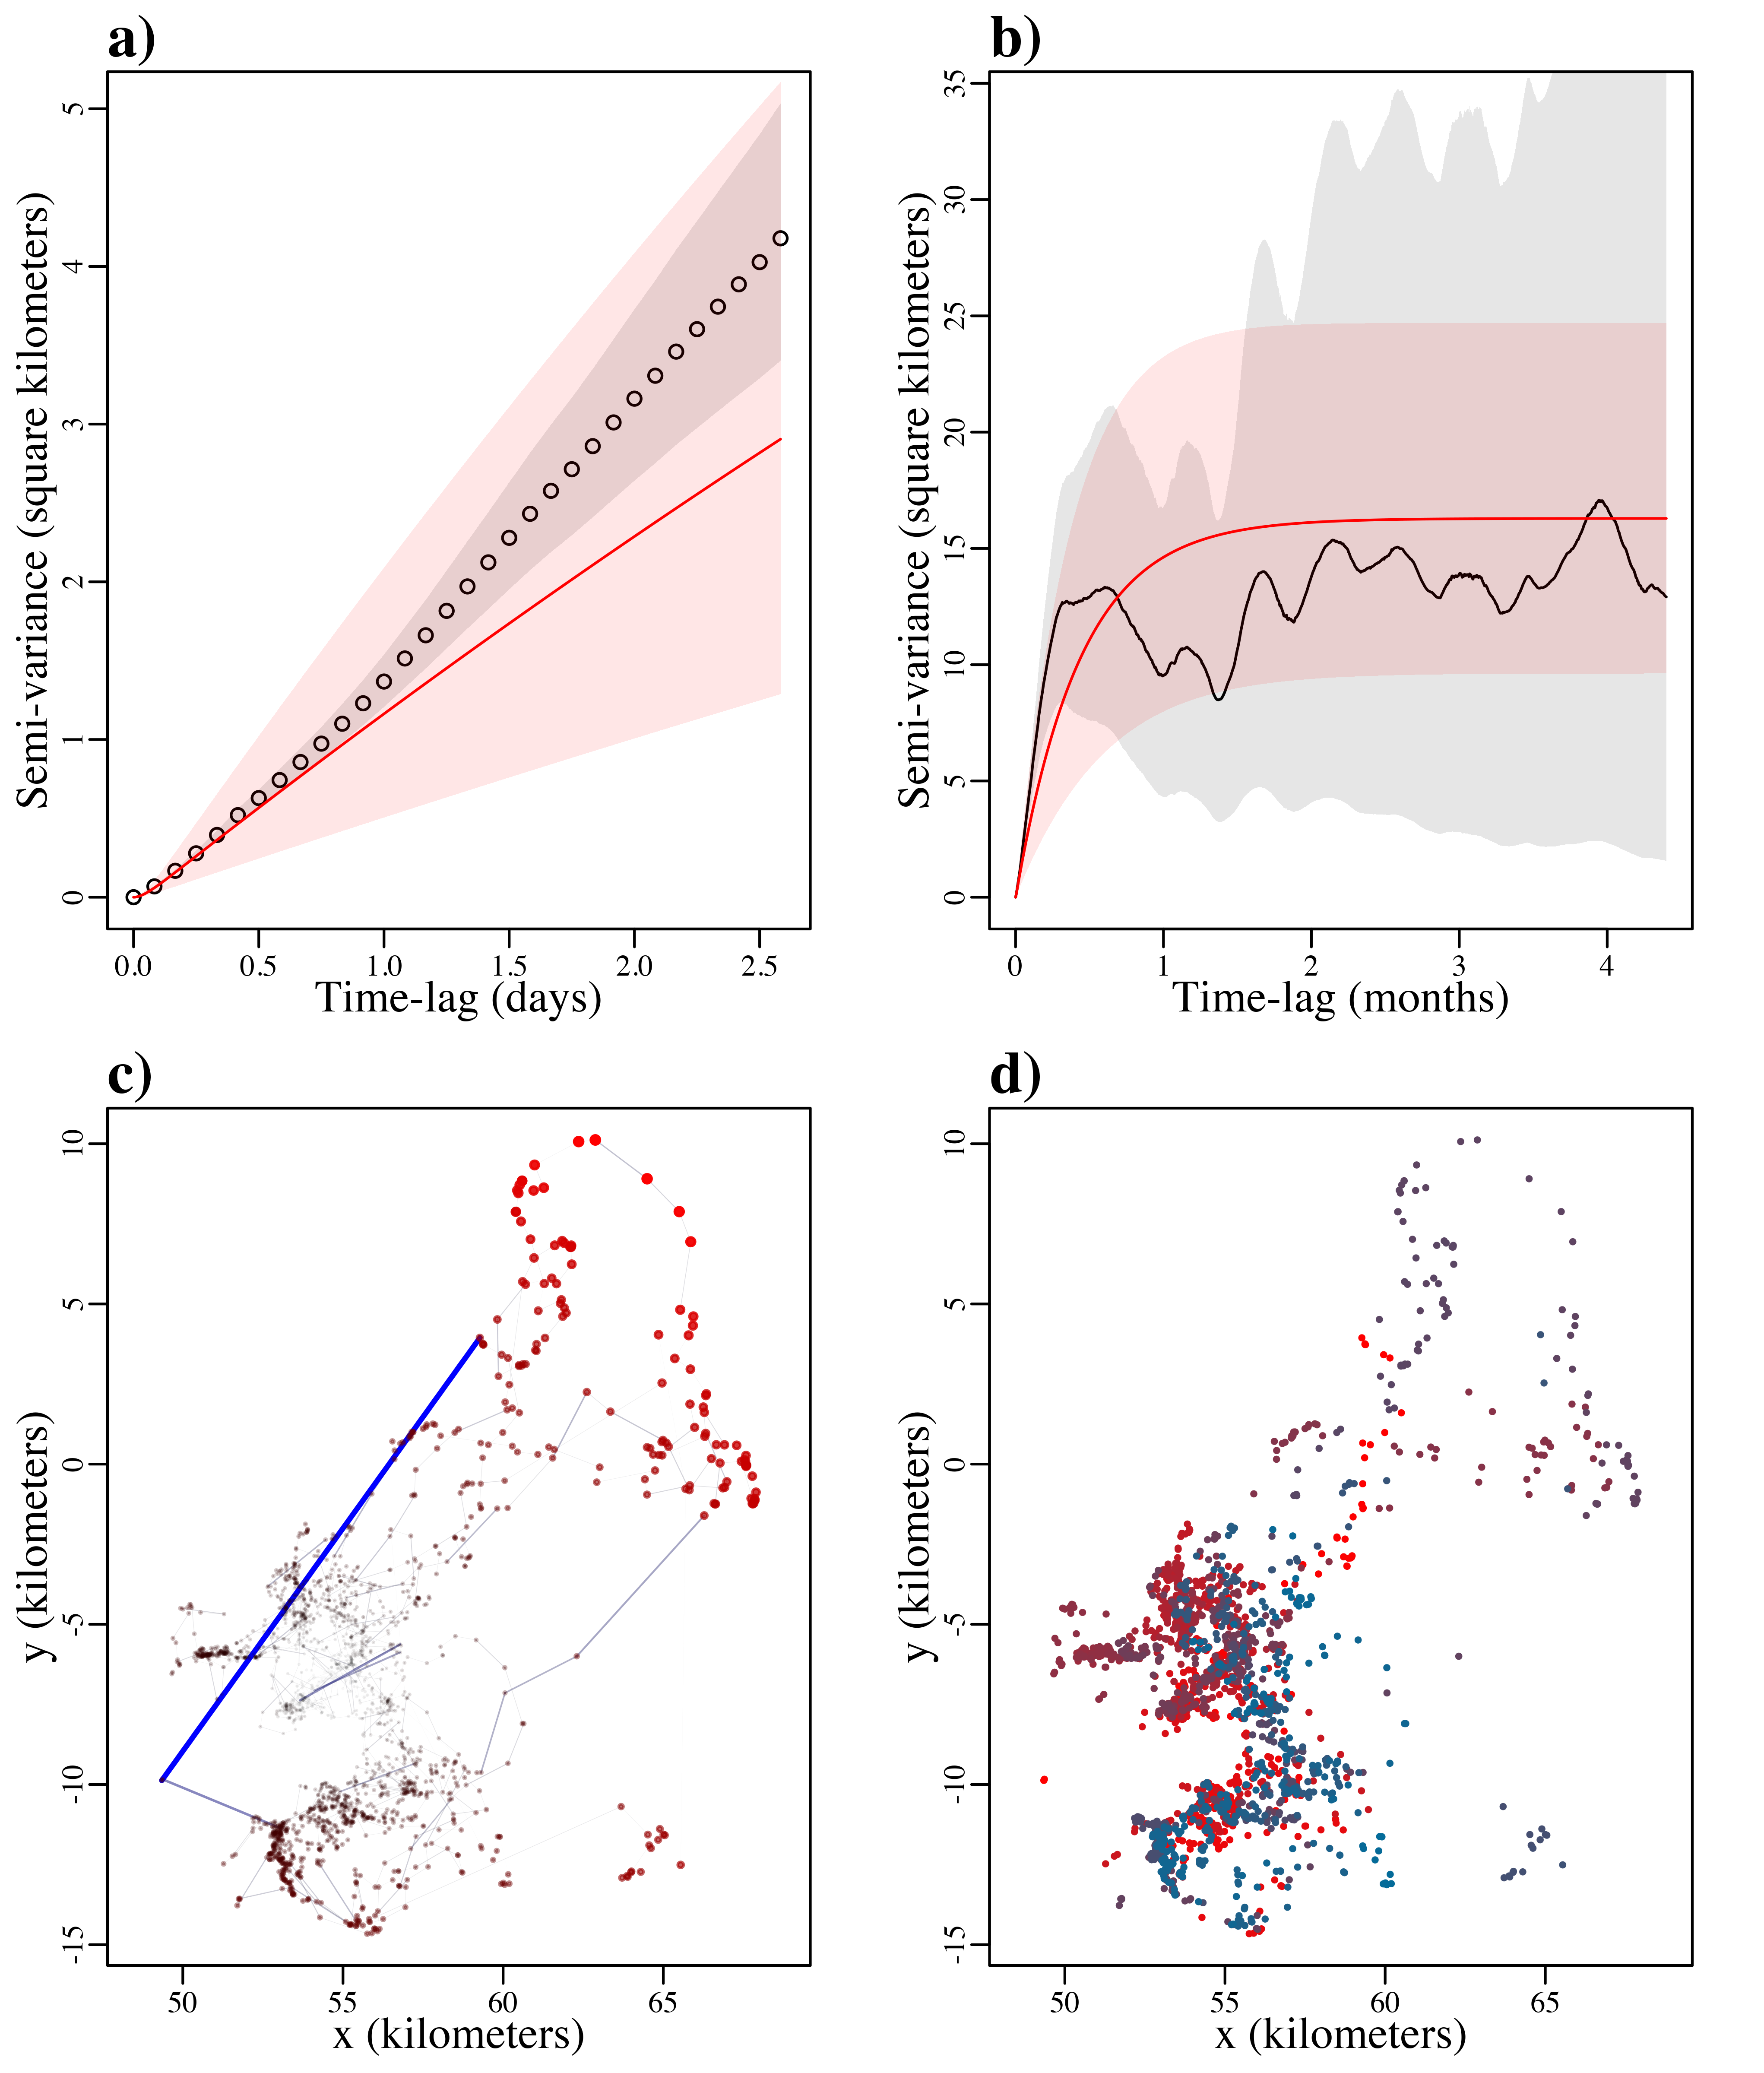 a)
Semi-variance (square kilometers)
5
4
3
2
1
0
0.0 0.5 1.0 1.5 2.0 2.5
Time-lag (days)
b)
Semi-variance (square kilometers)
35
30
25
20
15
10
5
0
0 1 2 3 4
Time-lag (months)
c)
y (kilometers)
10
5
0
-5
-10
-15
50 55 60 65
x (kilometers)
d)
y (kilometers)
10
5
0
-5
-10
-15
50 55 60 65
x (kilometers)